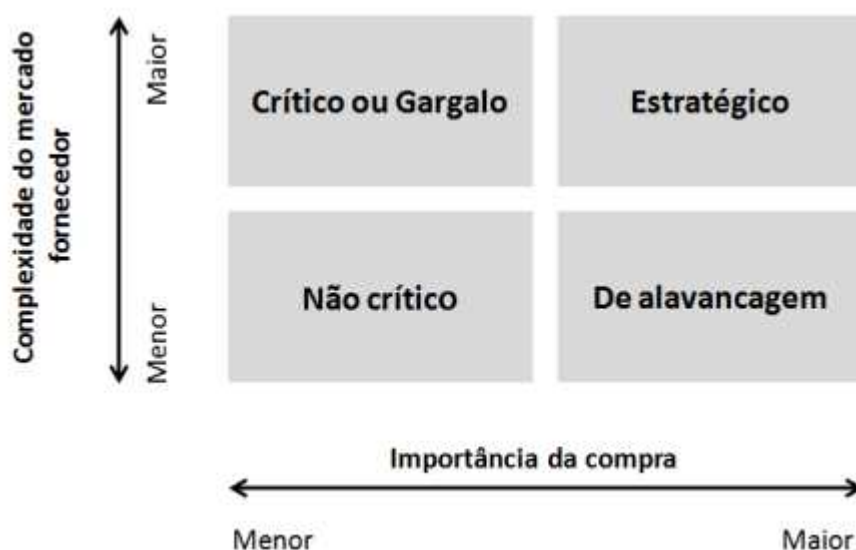 Complexidade do mercado
fornecedor
Maior
Menor
Crítico ou Gargalo
Estratégico
Não crítico
De alavancagem
Importância da compra
Menor
Maior